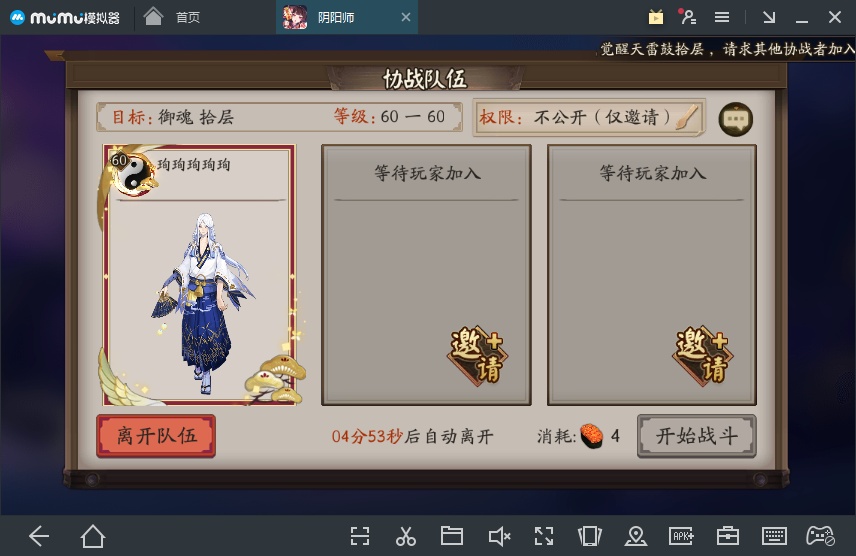 MuMu模拟器
首页
阴阳师
觉醒天雷鼓拾层，请求其他协战者加入
协战队伍
目标：御魂 拾层 等级：60 一 60 权限：不公开（仅邀请）
60 珣珣珣珣珣
等待玩家加入
等待玩家加入
邀请
邀请
离开队伍 04分53秒后自动离开 消耗：4 开始战斗
APK+